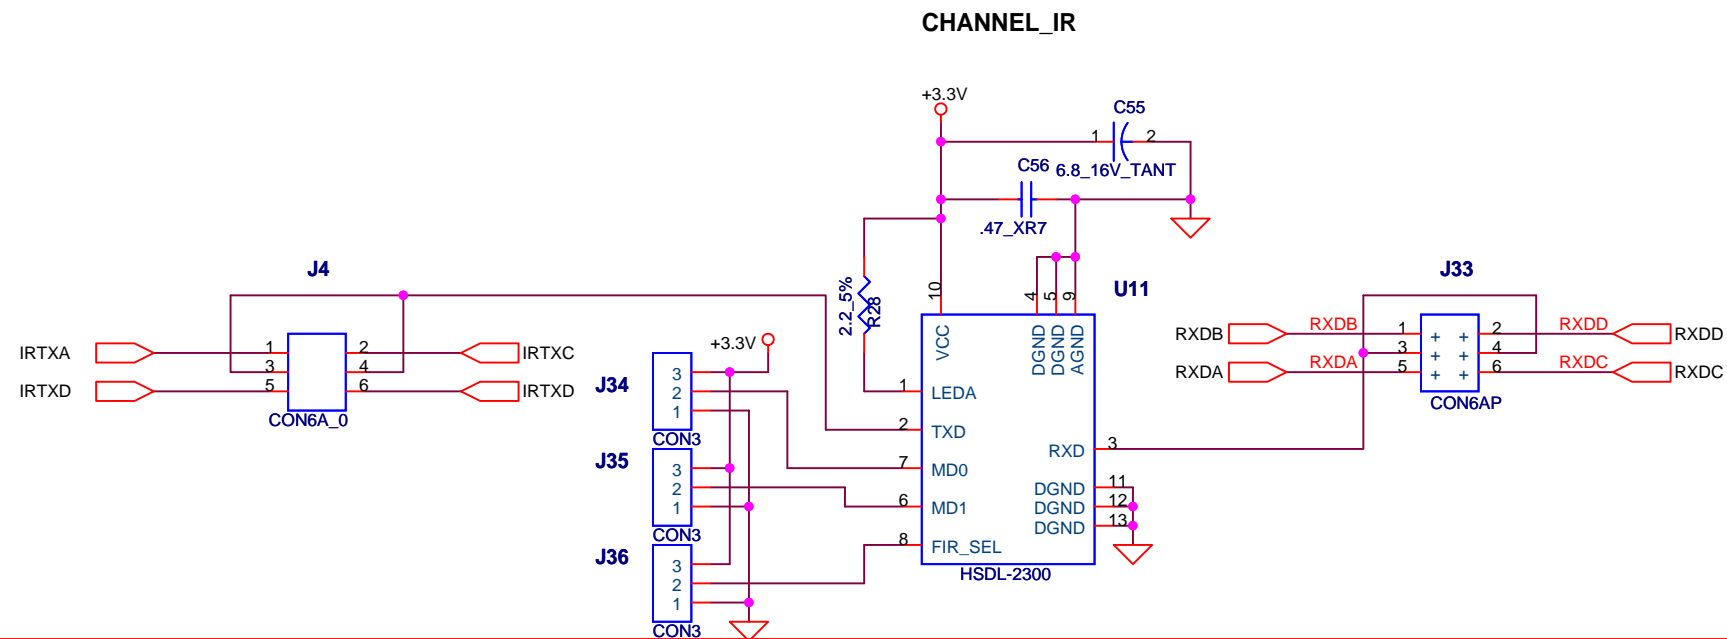 CHANNEL_IR
+3.3V
C55
1 2
C56 6.8_16V_TANT
.47_XR7
J4
J33
2.2_5%
R28
10
4
5
9
U11
VCC
DGND
DGND
AGND
IRTXA 1 2 IRTXC
3 4
IRTXD 5 6 IRTXD
CON6A_0
RXDB RXDB 1 + + 2 RXDD RXDD
3 + + 4
RXDA RXDA 5 + + 6 RXDC RXDC
CON6AP
+3.3V
J34
3
2
1
CON3
J35
3
2
1
CON3
J36
3
2
1
CON3
1 LEDA
2 TXD
7 MD0
6 MD1
8 FIR_SEL
RXD 3
DGND 11
DGND 12
DGND 13
HSDL-2300